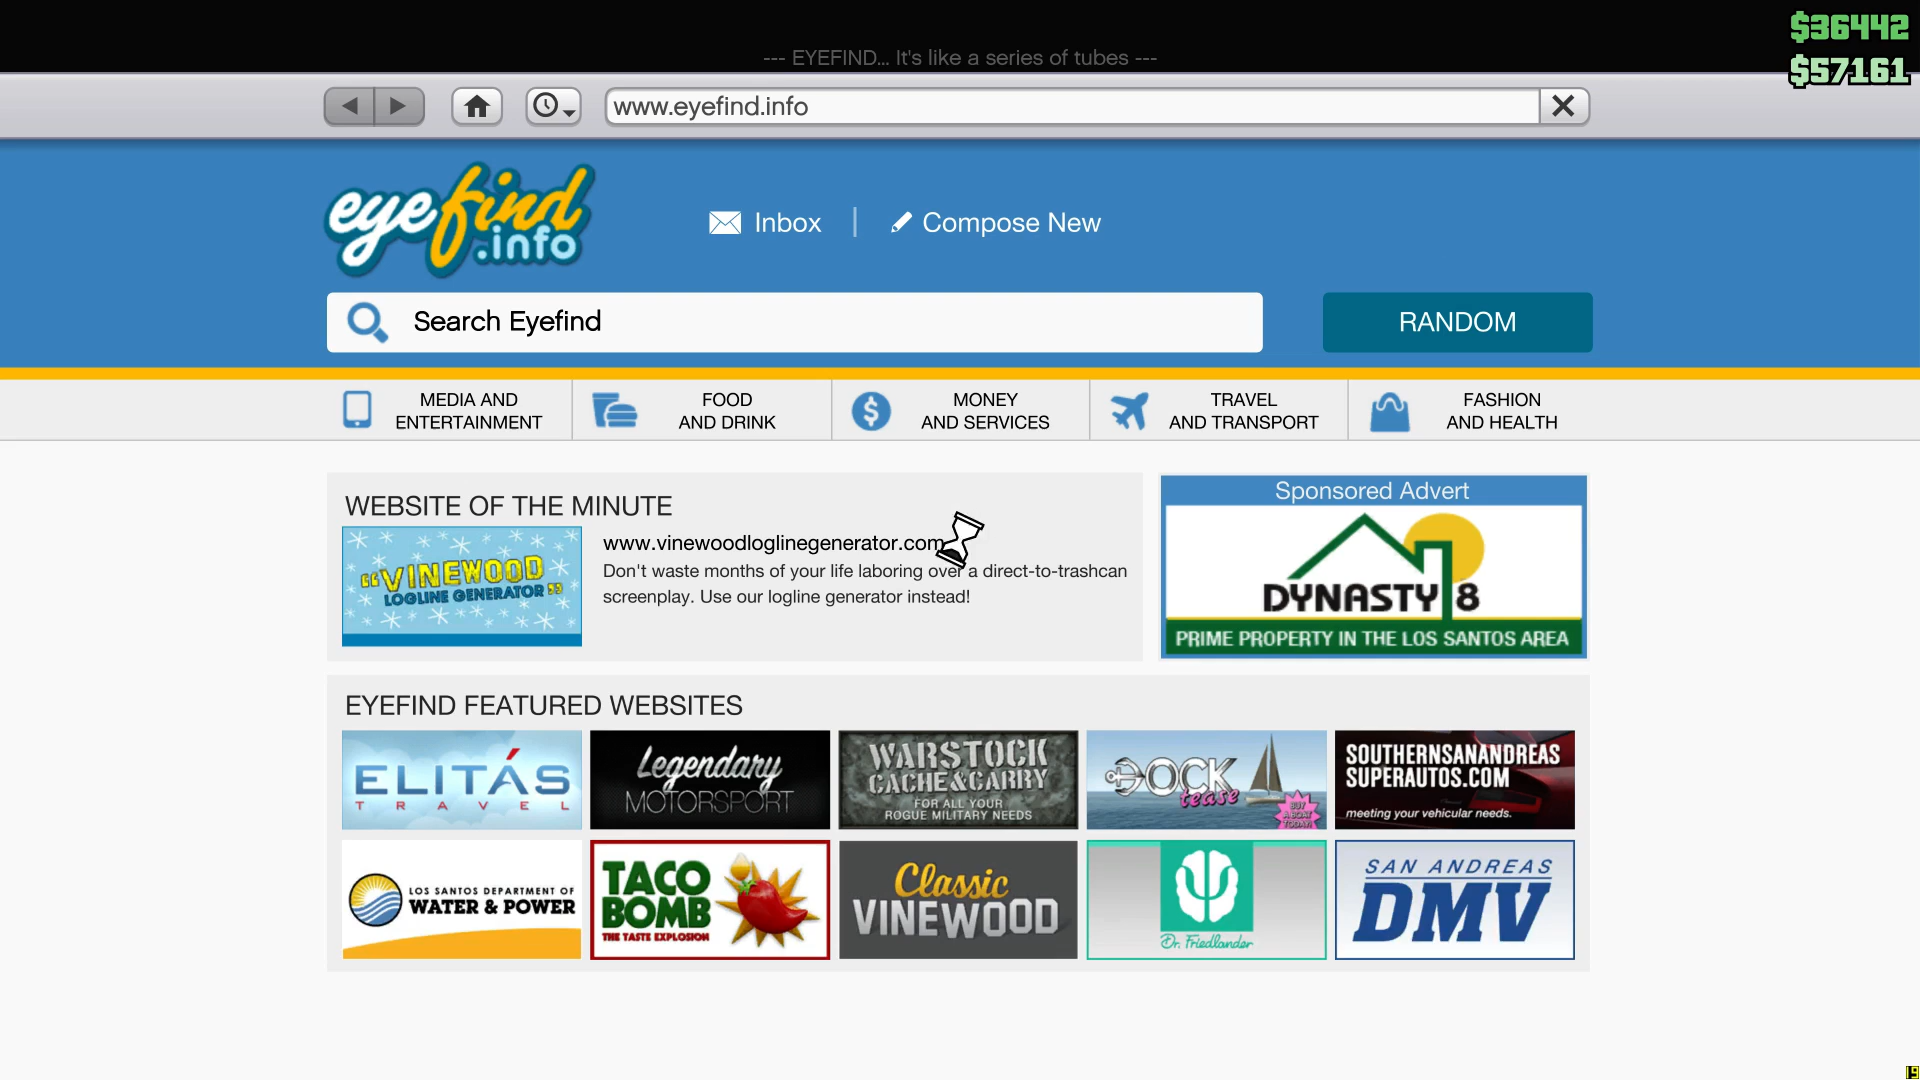 $36442
--- EYEFIND... It's like a series of tubes ---
$57161
www.eyefind.info
eyefind
.info
Inbox
Compose New
Search Eyefind
RANDOM
MEDIA AND
ENTERTAINMENT
FOOD
AND DRINK
MONEY
AND SERVICES
TRAVEL
AND TRANSPORT
FASHION
AND HEALTH
WEBSITE OF THE MINUTE
"VINEWOOD
LOGLINE GENERATOR"
www.vinewoodloglinegenerator.com
Don't waste months of your life laboring over a direct-to-trashcan
screenplay. Use our logline generator instead!
Sponsored Advert
DYNASTY 8
PRIME PROPERTY IN THE LOS SANTOS AREA
EYEFIND FEATURED WEBSITES
ELITÁS
TRAVEL
Legendary
MOTORSPORT
WARSTOCK
CACHE & CARRY
FOR ALL YOUR
ROGUE MILITARY NEEDS
DOCK
tease
BUY
A BOAT
TODAY!
SOUTHERNSANANDREAS
SUPERAUTOS.COM
meeting your vehicular needs.
LOS SANTOS DEPARTMENT OF
WATER & POWER
TACO
BOMB
THE TASTE EXPLOSION
Classic
VINEWOOD
Dr. Friedlander
SAN ANDREAS
DMV